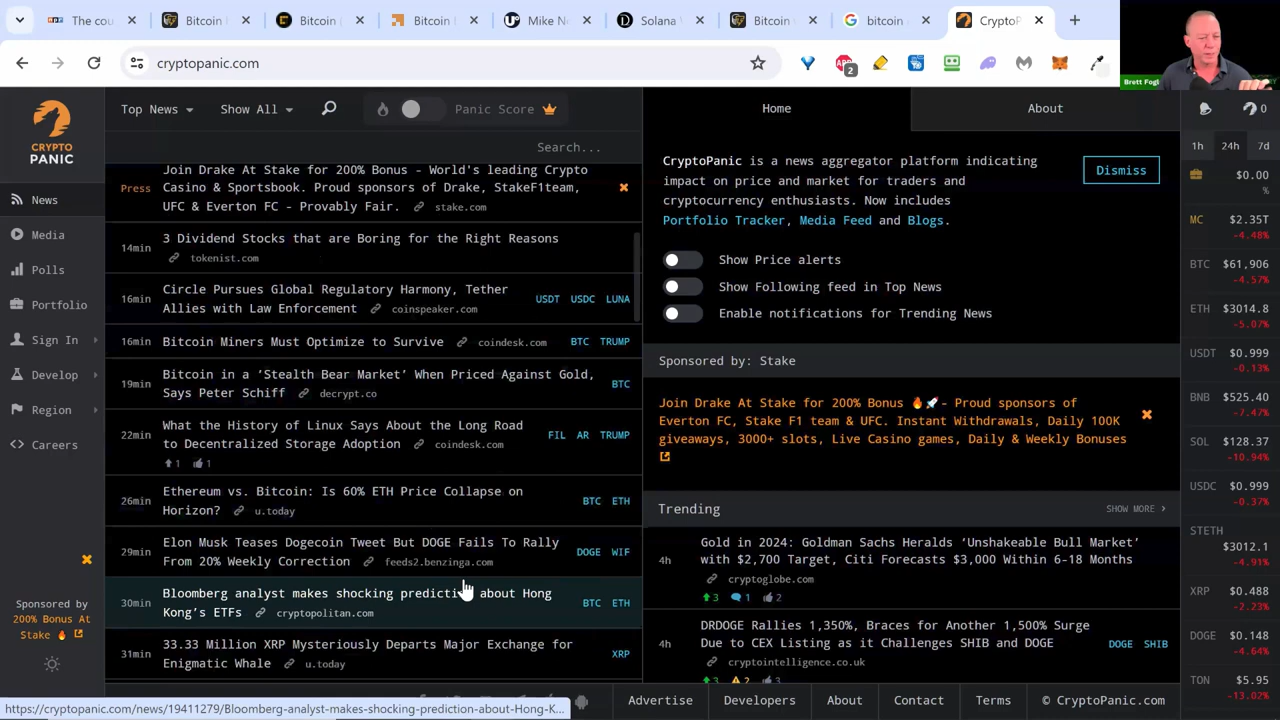 The cou
Bitcoin
Bitcoin (
Bitcoin
Mike N
Solana
Bitcoin
bitcoin
CryptoP
cryptopanic.com
2
Brett Fogl
CRYPTO
PANIC
News
Media
Polls
Portfolio
Sign In
Develop
Region
Careers
Sponsored by
200% Bonus At
Stake
Top News
Show All
Panic Score
Search...
Press
Join Drake At Stake for 200% Bonus - World's leading Crypto
Casino & Sportsbook. Proud sponsors of Drake, StakeF1team,
UFC & Everton FC - Provably Fair. stake.com
14min
3 Dividend Stocks that are Boring for the Right Reasons
tokenist.com
16min
Circle Pursues Global Regulatory Harmony, Tether
Allies with Law Enforcement coinspeaker.com
USDT USDC LUNA
16min Bitcoin Miners Must Optimize to Survive coindesk.com BTC TRUMP
19min
Bitcoin in a ’Stealth Bear Market’ When Priced Against Gold,
Says Peter Schiff decrypt.co
BTC
22min
What the History of Linux Says About the Long Road
to Decentralized Storage Adoption coindesk.com
FIL AR TRUMP
1 1
26min
Ethereum vs. Bitcoin: Is 60% ETH Price Collapse on
Horizon? u.today
BTC ETH
29min
Elon Musk Teases Dogecoin Tweet But DOGE Fails To Rally
From 20% Weekly Correction feeds2.benzinga.com
DOGE WIF
30min
Bloomberg analyst makes shocking predicti about Hong
Kong’s ETFs cryptopolitan.com
BTC ETH
31min
33.33 Million XRP Mysteriously Departs Major Exchange for
Enigmatic Whale u.today
XRP
https://cryptopanic.com/news/19411279/Bloomberg-analyst-makes-shocking-prediction-about-Hong-K...
Home
About
CryptoPanic is a news aggregator platform indicating
impact on price and market for traders and
cryptocurrency enthusiasts. Now includes
Portfolio Tracker, Media Feed and Blogs.
Dismiss
Show Price alerts
Show Following feed in Top News
Enable notifications for Trending News
Sponsored by: Stake
Join Drake At Stake for 200% Bonus - Proud sponsors of
Everton FC, Stake F1 team & UFC. Instant Withdrawals, Daily 100K
giveaways, 3000+ slots, Live Casino games, Daily & Weekly Bonuses
Trending
SHOW MORE
4h
Gold in 2024: Goldman Sachs Heralds ‘Unshakeable Bull Market’
with $2,700 Target, Citi Forecasts $3,000 Within 6-18 Months
cryptoglobe.com
3 1 2
4h
DRDOGE Rallies 1,350%, Braces for Another 1,500% Surge
Due to CEX Listing as it Challenges SHIB and DOGE
DOGE SHIB
cryptointelligence.co.uk
3 2 3
Advertise
Developers
About
Contact
Terms
© CryptoPanic.com
0
1h 24h 7d
$0.00
%
MC $2.35T
-4.48%
BTC $61,906
-4.57%
ETH $3014.8
-5.07%
USDT $0.999
-0.13%
BNB $525.40
-7.47%
SOL $128.37
-10.94%
USDC $0.999
-0.37%
STETH
$3012.1
-4.91%
XRP $0.488
-2.23%
DOGE $0.148
-4.64%
TON $5.95
-13.02%